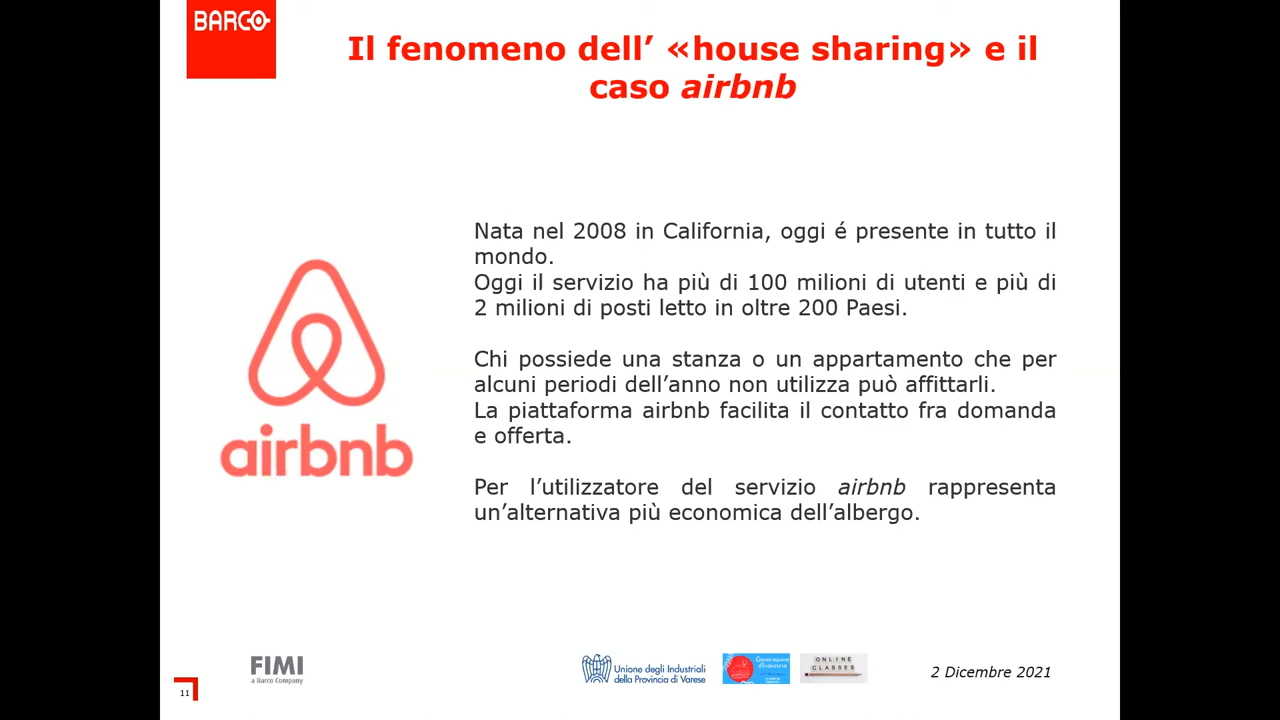 BARCO
Il fenomeno dell’ «house sharing» e il
caso airbnb
Nata nel 2008 in California, oggi é presente in tutto il
mondo.
Oggi il servizio ha più di 100 milioni di utenti e più di
2 milioni di posti letto in oltre 200 Paesi.
Chi possiede una stanza o un appartamento che per
alcuni periodi dell’anno non utilizza può affittarli.
La piattaforma airbnb facilita il contatto fra domanda
e offerta.
Per l’utilizzatore del servizio airbnb rappresenta
un’alternativa più economica dell’albergo.
airbnb
11
FIMI
a Barco Company
Unione degli Industriali
della Provincia di Varese
Generazione
d'Industria
ONLINE
CLASSES
2 Dicembre 2021